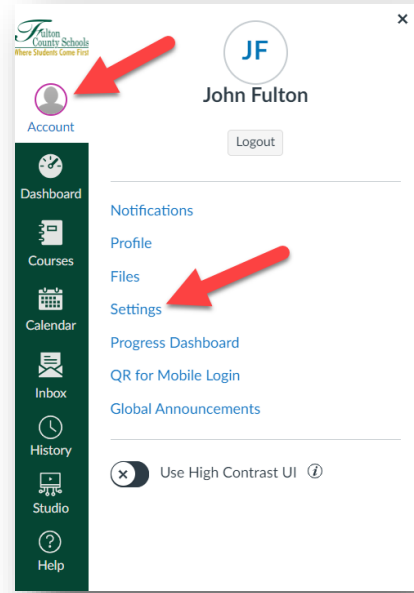 Fulton
County Schools
Where Students Come First
Account
Dashboard
Courses
Calendar
Inbox
History
Studio
Help
×
JF
John Fulton
Logout
Notifications
Profile
Files
Settings
Progress Dashboard
QR for Mobile Login
Global Announcements
Use High Contrast UI